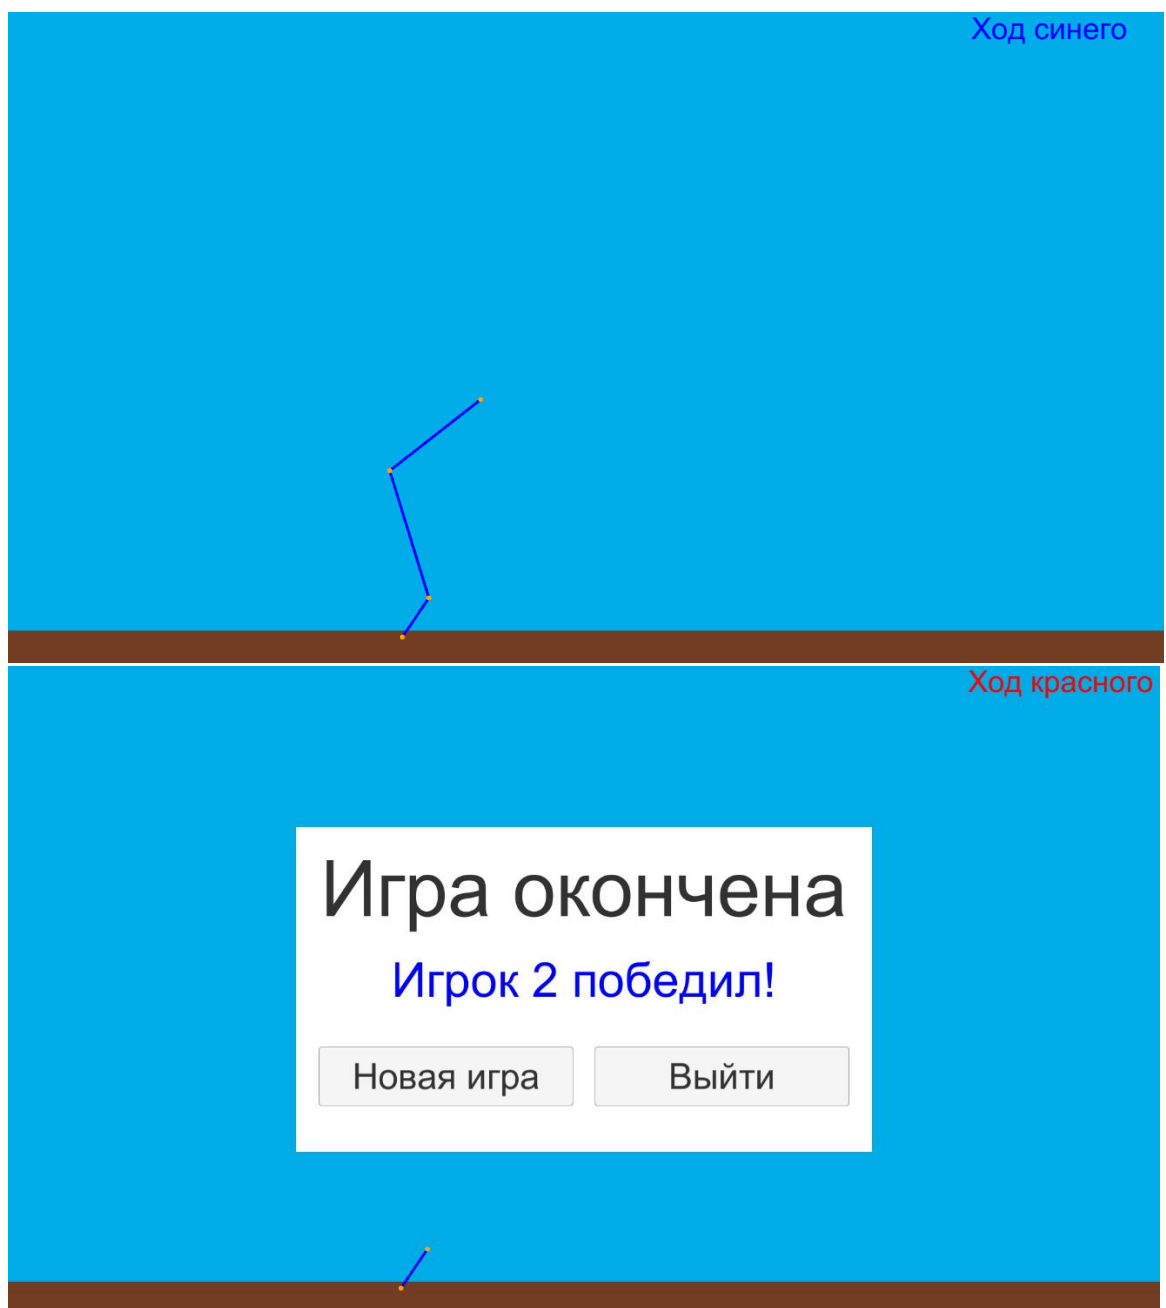 Ход синего
Ход красного
Игра окончена
Игрок 2 победил!
Новая игра
Выйти